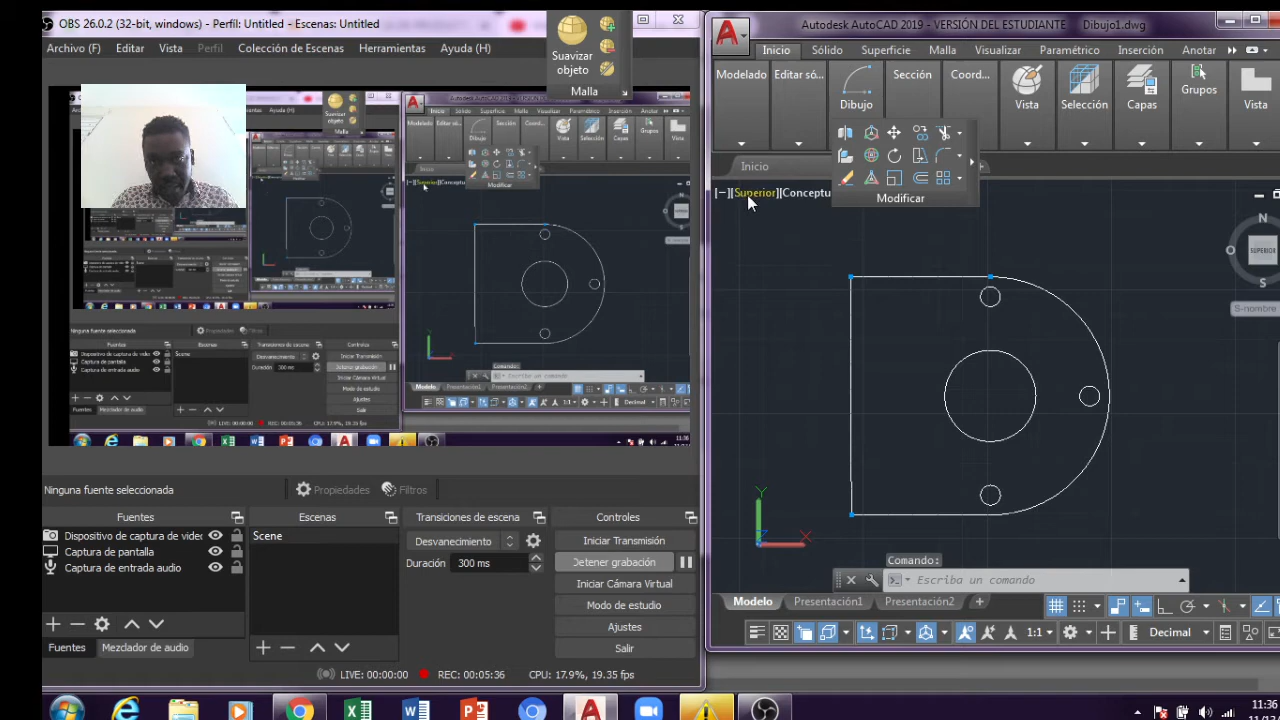 OBS 26.0.2 (32-bit, windows) - Perfil: Untitled - Escenas: Untitled
Archivo (F) Editar Vista Perfil Colección de Escenas Herramientas Ayuda (H)
Suavizar
objeto
Malla
Ninguna fuente seleccionada
Propiedades
Filtros
Fuentes
Dispositivo de captura de videc
Captura de pantalla
Captura de entrada audio
Fuentes
Mezclador de audio
Escenas
Scene
Transiciones de escena
Desvanecimiento
Duración 300 ms
Controles
Iniciar Transmisión
Detener grabación
Iniciar Cámara Virtual
Modo de estudio
Ajustes
Salir
LIVE: 00:00:00 REC: 00:05:36 CPU: 17.9%, 19.35 fps
Autodesk AutoCAD 2019 - VERSIÓN DEL ESTUDIANTE Dibujo1.dwg
Inicio Sólido Superficie Malla Visualizar Paramétrico Inserción Anotar
Modelado
Editar só...
Dibujo
Sección
Coord...
Vista
Selección
Capas
Grupos
Vista
Modificar
Inicio
[−][Superior][Conceptu
N
SUPERIOR
S
S-nombre
Y
X
Comando:
Escriba un comando
Modelo Presentación1 Presentación2 +
1:1
Decimal
11:36